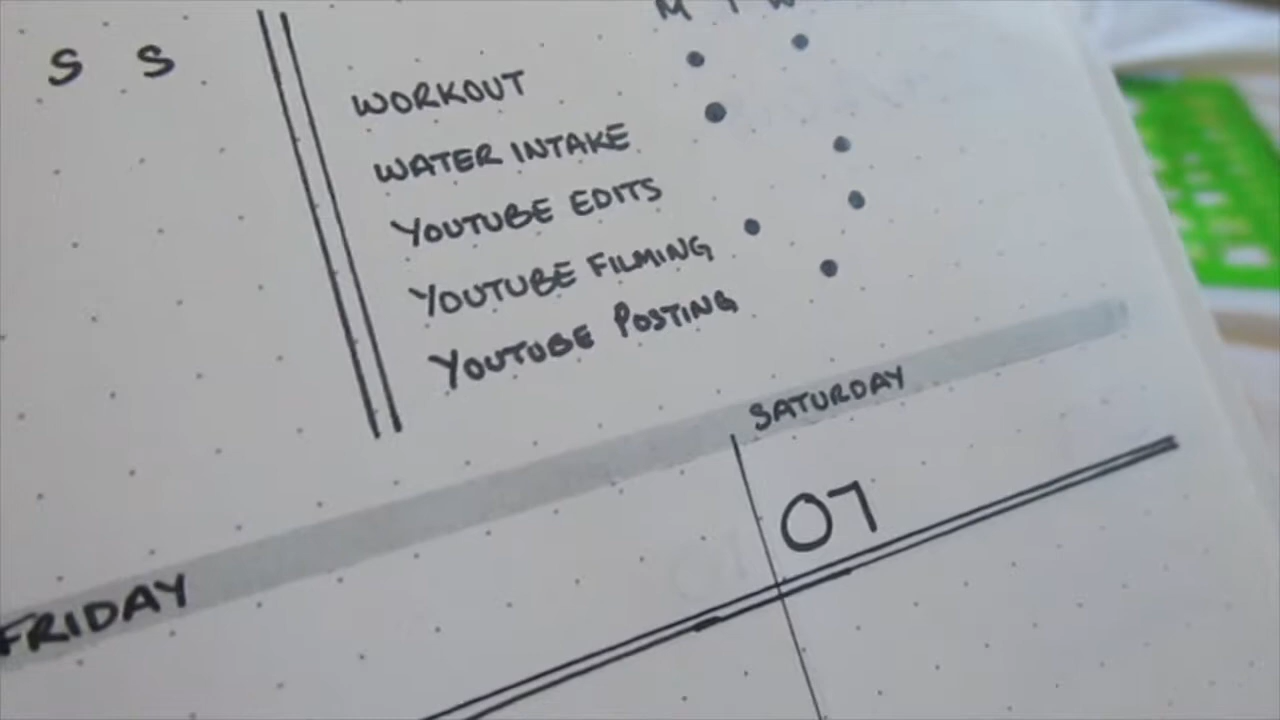 S S
M T W
WORKOUT
WATER INTAKE
YOUTUBE EDITS
YOUTUBE FILMING
YOUTUBE POSTING
SATURDAY
07
FRIDAY